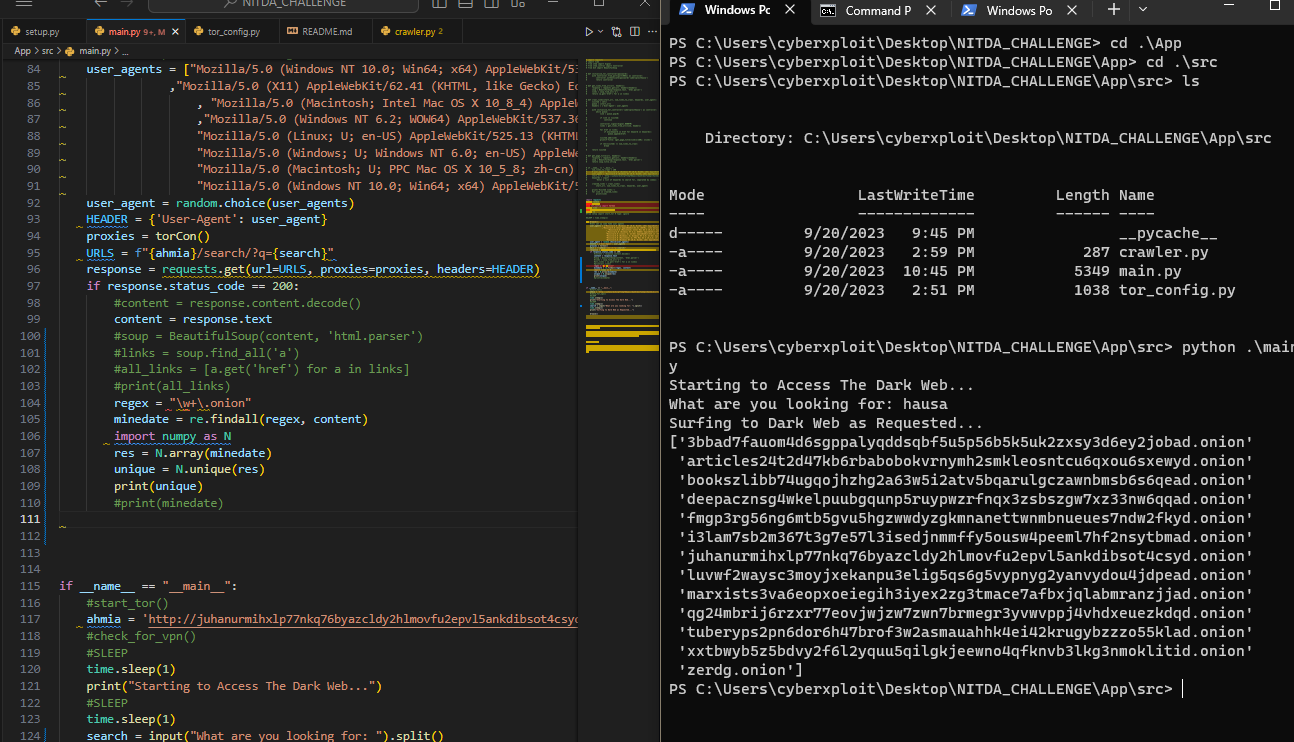 NITDA_CHALLENGE
setup.py
main.py 9+, M
tor_config.py
README.md
crawler.py 2
App > src > main.py > ...
84 user_agents = ["Mozilla/5.0 (Windows NT 10.0; Win64; x64) AppleWebKit/53
85 ,"Mozilla/5.0 (X11) AppleWebKit/62.41 (KHTML, like Gecko) Ed
86 , "Mozilla/5.0 (Macintosh; Intel Mac OS X 10_8_4) AppleW
87 ,"Mozilla/5.0 (Windows NT 6.2; WOW64) AppleWebKit/537.36
88 "Mozilla/5.0 (Linux; U; en-US) AppleWebKit/525.13 (KHTML
89 "Mozilla/5.0 (Windows; U; Windows NT 6.0; en-US) AppleWe
90 "Mozilla/5.0 (Macintosh; U; PPC Mac OS X 10_5_8; zh-cn)
91 "Mozilla/5.0 (Windows NT 10.0; Win64; x64) AppleWebKit/5
92 user_agent = random.choice(user_agents)
93 HEADER = {'User-Agent': user_agent}
94 proxies = torCon()
95 URLS = f"{ahmia}/search/?q={search}"
96 response = requests.get(url=URLS, proxies=proxies, headers=HEADER)
97 if response.status_code == 200:
98 #content = response.content.decode()
99 content = response.text
100 #soup = BeautifulSoup(content, 'html.parser')
101 #links = soup.find_all('a')
102 #all_links = [a.get('href') for a in links]
103 #print(all_links)
104 regex = "\w+\.onion"
105 minedate = re.findall(regex, content)
106 import numpy as N
107 res = N.array(minedate)
108 unique = N.unique(res)
109 print(unique)
110 #print(minedate)
111
112
113
114
115 if __name__ == "__main__":
116 #start_tor()
117 ahmia = 'http://juhanurmihxlp77nkq76byazcldy2hlmovfu2epvl5ankdibsot4csyd
118 #check_for_vpn()
119 #SLEEP
120 time.sleep(1)
121 print("Starting to Access The Dark Web...")
122 #SLEEP
123 time.sleep(1)
124 search = input("What are you looking for: ").split()
Windows Pc
Command P
Windows Po
PS C:\Users\cyberxploit\Desktop\NITDA_CHALLENGE> cd .\App
PS C:\Users\cyberxploit\Desktop\NITDA_CHALLENGE\App> cd .\src
PS C:\Users\cyberxploit\Desktop\NITDA_CHALLENGE\App\src> ls
Directory: C:\Users\cyberxploit\Desktop\NITDA_CHALLENGE\App\src
Mode LastWriteTime Length Name
---- ------------- ------ ----
d----- 9/20/2023 9:45 PM __pycache__
-a---- 9/20/2023 2:59 PM 287 crawler.py
-a---- 9/20/2023 10:45 PM 5349 main.py
-a---- 9/20/2023 2:51 PM 1038 tor_config.py
PS C:\Users\cyberxploit\Desktop\NITDA_CHALLENGE\App\src> python .\main
y
Starting to Access The Dark Web...
What are you looking for: hausa
Surfing to Dark Web as Requested...
['3bbad7fauom4d6sgppalyqddsqbf5u5p56b5k5uk2zxsy3d6ey2jobad.onion'
'articles24t2d47kb6rbabobokvrnymh2smkleosntcu6qxou6sxewyd.onion'
'bookszlibb74ugqojhzhg2a63w5i2atv5bqarulgczawnbmsb6s6qead.onion'
'deepacznsg4wkelpuubgqunp5ruypwzrfnqx3zsbszgw7xz33nw6qqad.onion'
'fmgp3rg56ng6mtb5gvu5hgzwwdyzgkmnanettwnmbnueues7ndw2fkyd.onion'
'i3lam7sb2m367t3g7e57l3isedjnmmffy5ousw4peeml7hf2nsytbmad.onion'
'juhanurmihxlp77nkq76byazcldy2hlmovfu2epvl5ankdibsot4csyd.onion'
'luvwf2waysc3moyjxekanpu3elig5qs6g5vypnyg2yanvydou4jdpead.onion'
'marxists3va6eopxoeiegih3iyex2zg3tmace7afbxjqlabmranzjjad.onion'
'qg24mbrij6rzxr77eovjwjzw7zwn7brmegr3yvwvppj4vhdxeuezkdqd.onion'
'tuberyps2pn6dor6h47brof3w2asmauahhk4ei42krugybzzzo55klad.onion'
'xxtbwyb5z5bdvy2f6l2yquu5qilgkjeewno4qfknvb3lkg3nmoklitid.onion'
'zerdg.onion']
PS C:\Users\cyberxploit\Desktop\NITDA_CHALLENGE\App\src>